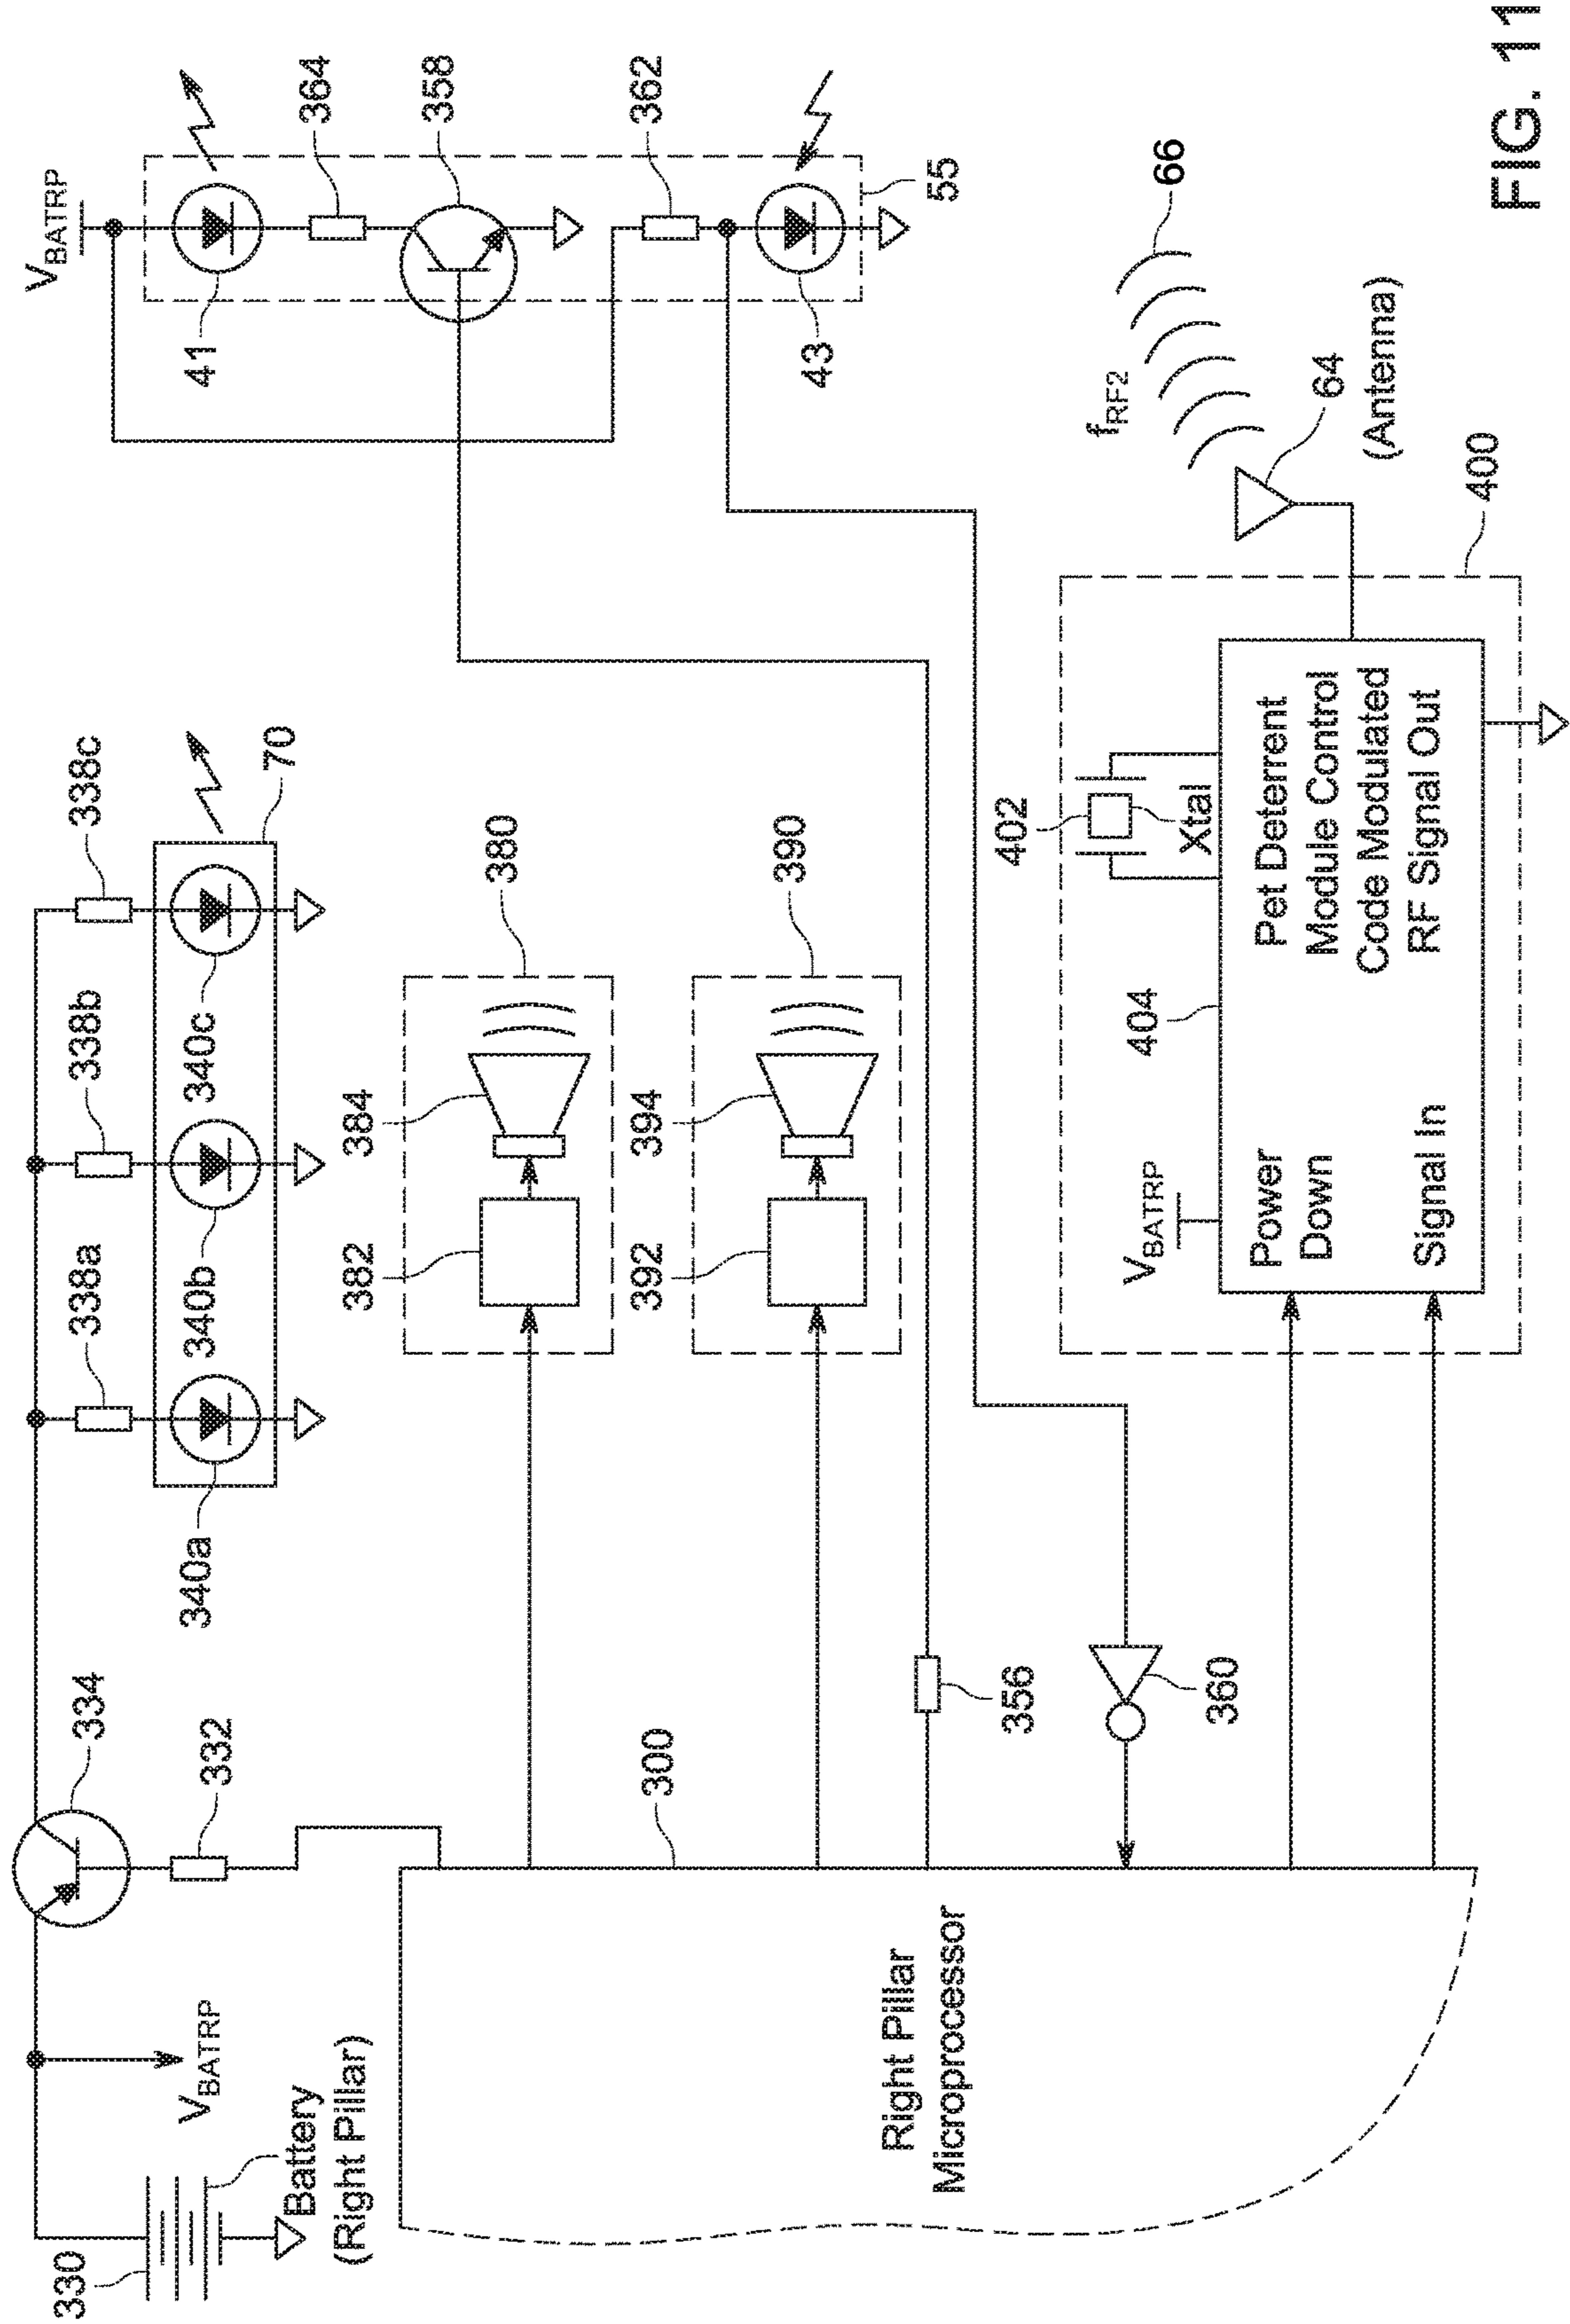 330
V_BATRP
Battery
(Right Pillar)
334
332
340a
338a
340b
338b
340c
338c
70
V_BATRP
41
364
358
362
43
55
382
384
380
392
394
390
300
Right Pillar
Microprocessor
356
360
V_BATRP
404
402
Xtal
Power
Down
Signal In
Pet Deterrent
Module Control
Code Modulated
RF Signal Out
400
64
(Antenna)
f_RF2
66
FIG. 11